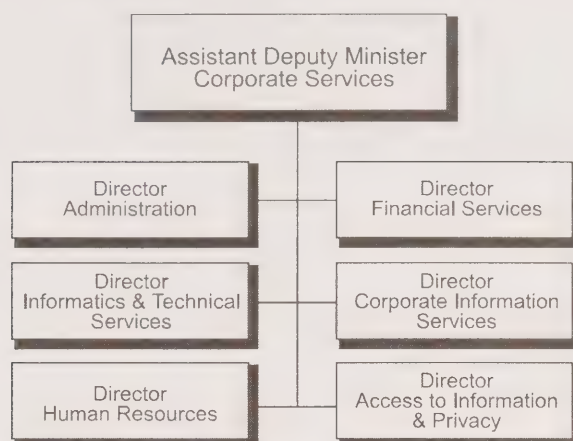 Assistant Deputy Minister
Corporate Services
Director
Administration
Director
Financial Services
Director
Informatics & Technical
Services
Director
Corporate Information
Services
Director
Human Resources
Director
Access to Information
& Privacy